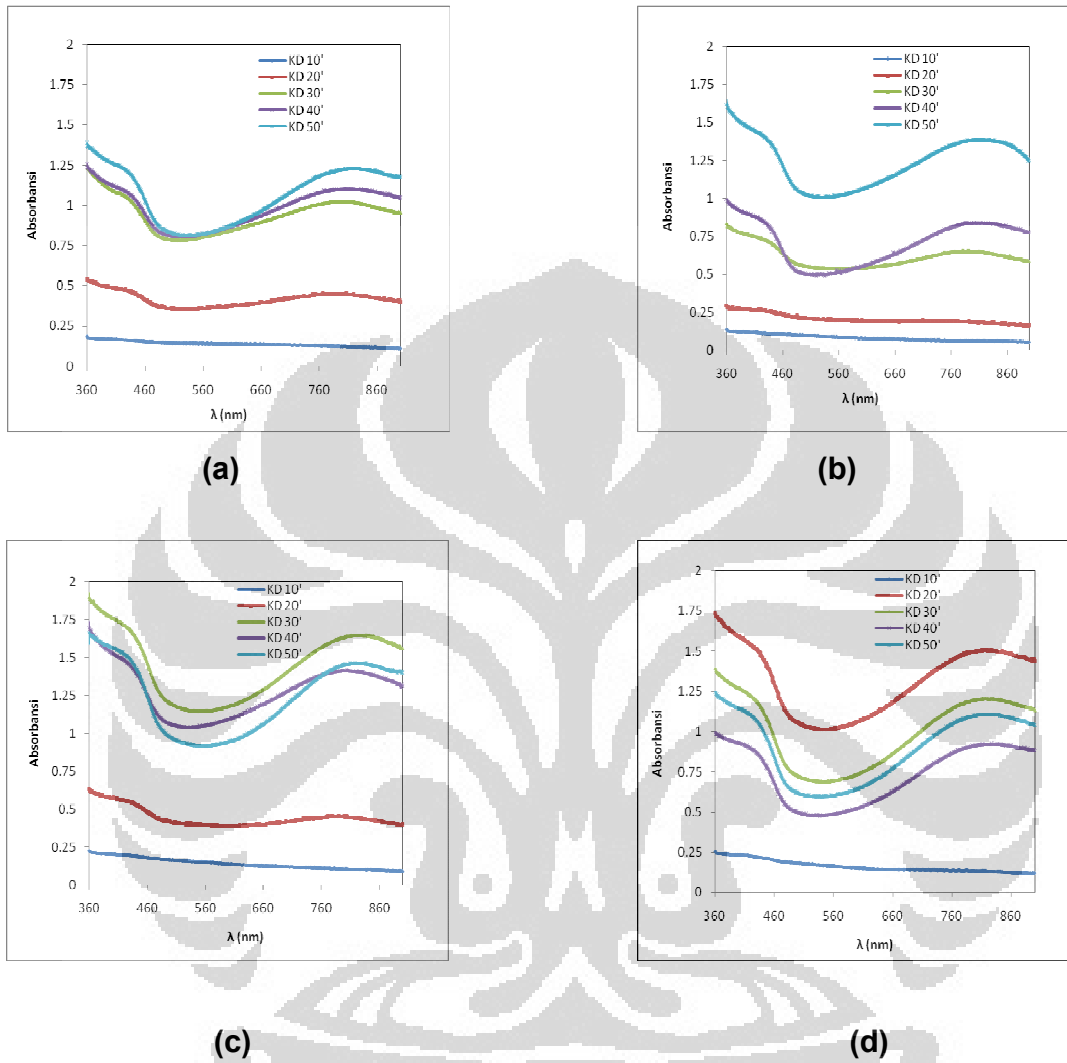 2
1.75
1.5
1.25
1
0.75
0.5
0.25
0
Absorbansi
KD 10'
KD 20'
KD 30'
KD 40'
KD 50'
360 460 560 660 760 860
λ (nm)
(a)
2
1.75
1.5
1.25
1
0.75
0.5
0.25
0
Absorbansi
KD 10'
KD 20'
KD 30'
KD 40'
KD 50'
360 460 560 660 760 860
λ (nm)
(b)
2
1.75
1.5
1.25
1
0.75
0.5
0.25
0
Absorbansi
KD 10'
KD 20'
KD 30'
KD 40'
KD 50'
360 460 560 660 760 860
λ (nm)
(c)
2
1.75
1.5
1.25
1
0.75
0.5
0.25
0
Absorbansi
KD 10'
KD 20'
KD 30'
KD 40'
KD 50'
360 460 560 660 760 860
λ (nm)
(d)